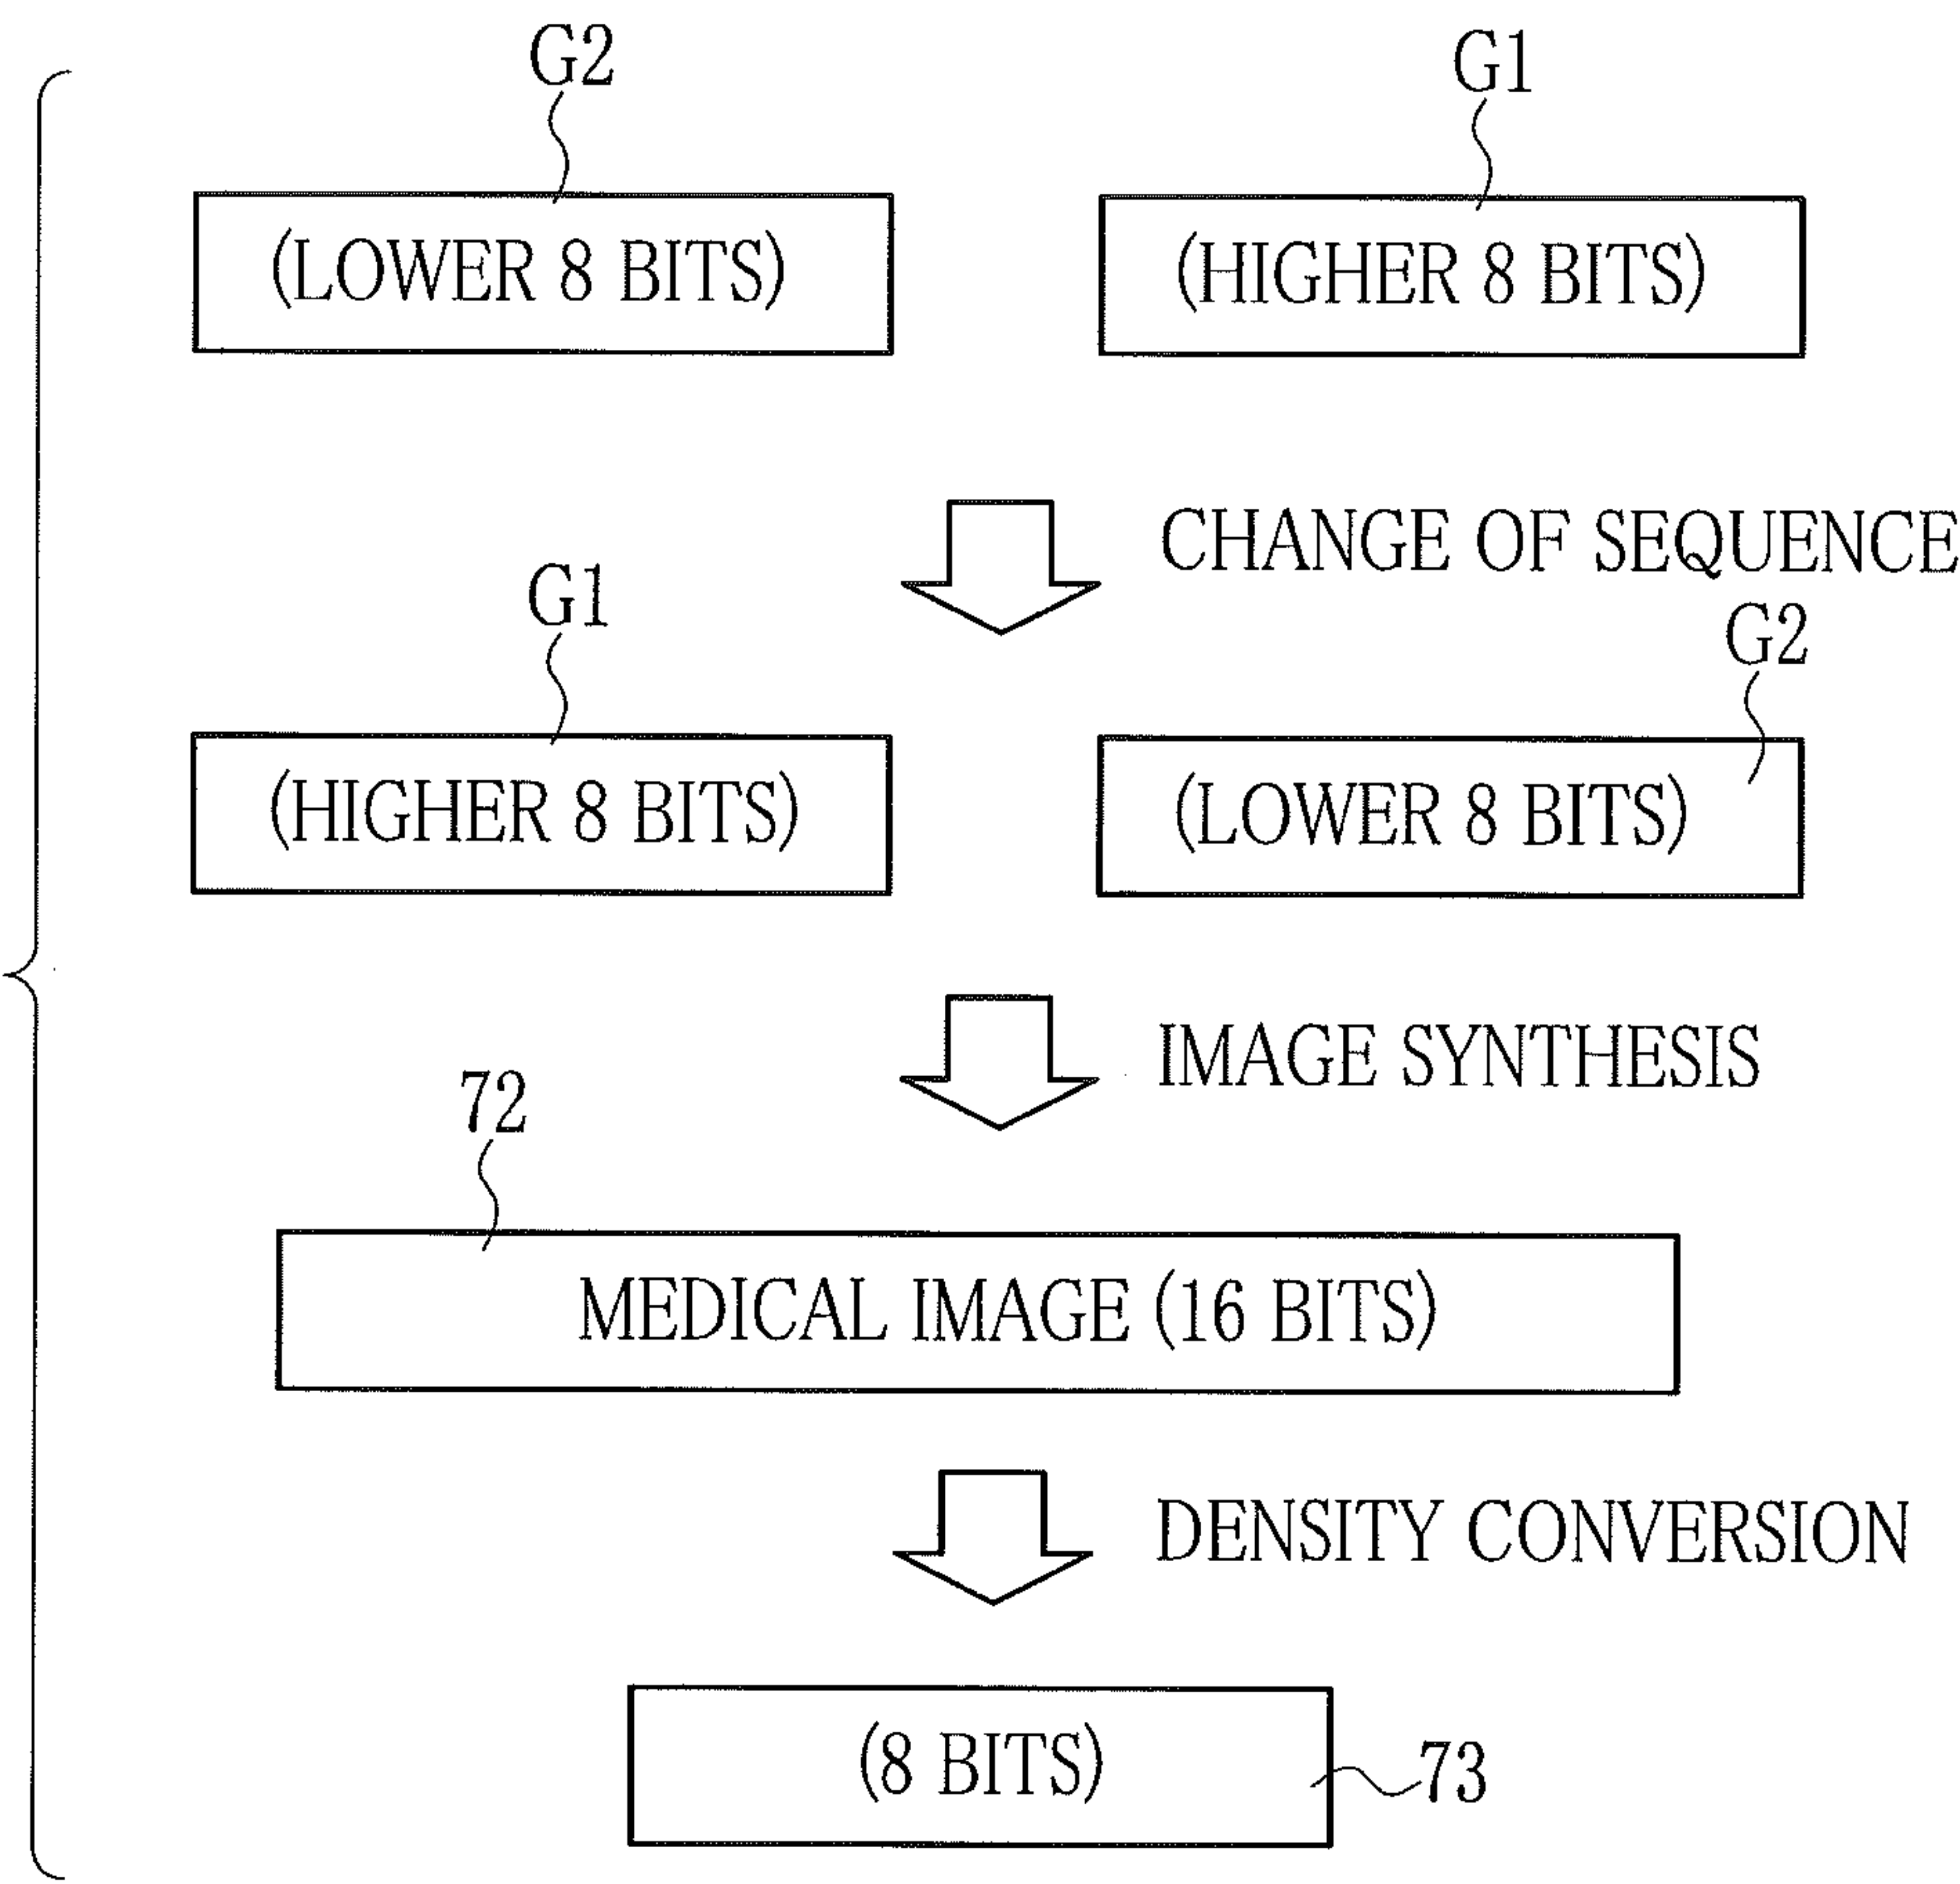 G2
G1
(LOWER 8 BITS)
(HIGHER 8 BITS)
CHANGE OF SEQUENCE
G1
G2
(HIGHER 8 BITS)
(LOWER 8 BITS)
IMAGE SYNTHESIS
72
MEDICAL IMAGE (16 BITS)
DENSITY CONVERSION
(8 BITS)
73